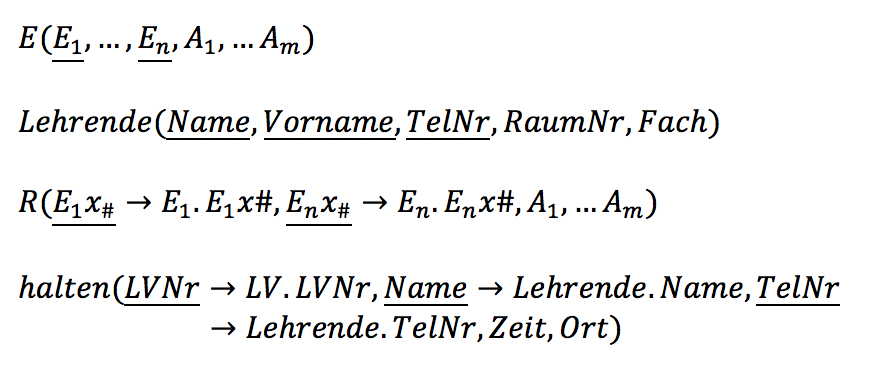 E(E₁, … , Eₙ, A₁, … Aₘ)
Lehrende(Name, Vorname, TelNr, RaumNr, Fach)
R(E₁x# → E₁. E₁x#, Eₙx# → Eₙ. Eₙx#, A₁, … Aₘ)
halten(LVNr → LV. LVNr, Name → Lehrende. Name, TelNr
→ Lehrende. TelNr, Zeit, Ort)